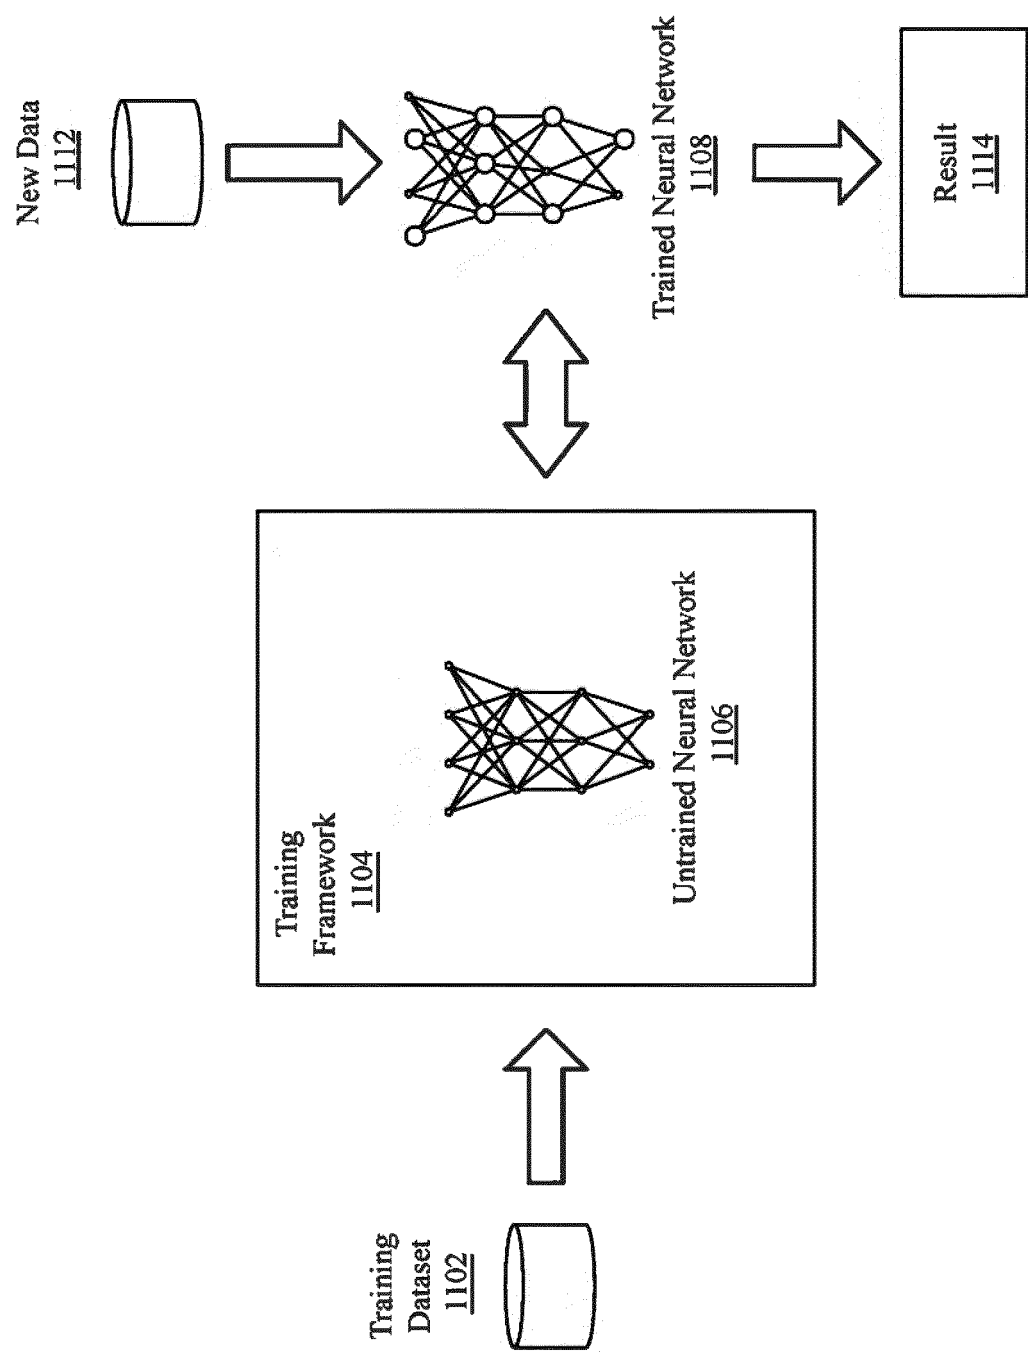 Training
Dataset
1102
Training
Framework
1104
Untrained Neural Network
1106
New Data
1112
Trained Neural Network
1108
Result
1114